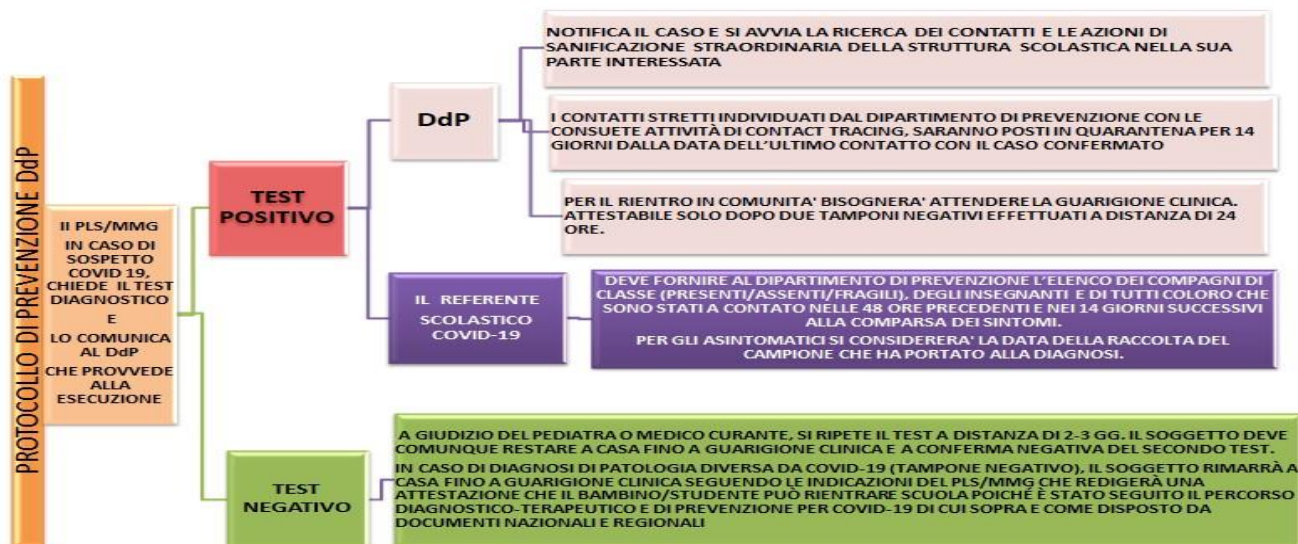 PROTOCOLLO DI PREVENZIONE DdP
Il PLS/MMG
IN CASO DI
SOSPETTO
COVID 19,
CHIEDE IL TEST
DIAGNOSTICO
E
LO COMUNICA
AL DdP
CHE PROVVEDE
ALLA
ESECUZIONE
TEST
POSITIVO
DdP
NOTIFICA IL CASO E SI AVVIA LA RICERCA DEI CONTATTI E LE AZIONI DI
SANIFICAZIONE STRAORDINARIA DELLA STRUTTURA SCOLASTICA NELLA SUA
PARTE INTERESSATA
I CONTATTI STRETTI INDIVIDUATI DAL DIPARTIMENTO DI PREVENZIONE CON LE
CONSUETE ATTIVITÀ DI CONTACT TRACING, SARANNO POSTI IN QUARANTENA PER 14
GIORNI DALLA DATA DELL'ULTIMO CONTATTO CON IL CASO CONFERMATO
PER IL RIENTRO IN COMUNITA' BISOGNERA' ATTENDERE LA GUARIGIONE CLINICA.
ATTESTABILE SOLO DOPO DUE TAMPONI NEGATIVI EFFETTUATI A DISTANZA DI 24
ORE.
IL REFERENTE
SCOLASTICO
COVID-19
DEVE FORNIRE AL DIPARTIMENTO DI PREVENZIONE L'ELENCO DEI COMPAGNI DI
CLASSE (PRESENTI/ASSENTI/FRAGILI), DEGLI INSEGNANTI E DI TUTTI COLORO CHE
SONO STATI A CONTATO NELLE 48 ORE PRECEDENTI E NEI 14 GIORNI SUCCESSIVI
ALLA COMPARSA DEI SINTOMI.
PER GLI ASINTOMATICI SI CONSIDERERA' LA DATA DELLA RACCOLTA DEL
CAMPIONE CHE HA PORTATO ALLA DIAGNOSI.
TEST
NEGATIVO
A GIUDIZIO DEL PEDIATRA O MEDICO CURANTE, SI RIPETE IL TEST A DISTANZA DI 2-3 GG. IL SOGGETTO DEVE
COMUNQUE RESTARE A CASA FINO A GUARIGIONE CLINICA E A CONFERMA NEGATIVA DEL SECONDO TEST.
IN CASO DI DIAGNOSI DI PATOLOGIA DIVERSA DA COVID-19 (TAMPONE NEGATIVO), IL SOGGETTO RIMARRÀ A
CASA FINO A GUARIGIONE CLINICA SEGUENDO LE INDICAZIONI DEL PLS/MMG CHE REDIGERÀ UNA
ATTESTAZIONE CHE IL BAMBINO/STUDENTE PUÒ RIENTRARE SCUOLA POICHÉ È STATO SEGUITO IL PERCORSO
DIAGNOSTICO-TERAPEUTICO E DI PREVENZIONE PER COVID-19 DI CUI SOPRA E COME DISPOSTO DA
DOCUMENTI NAZIONALI E REGIONALI